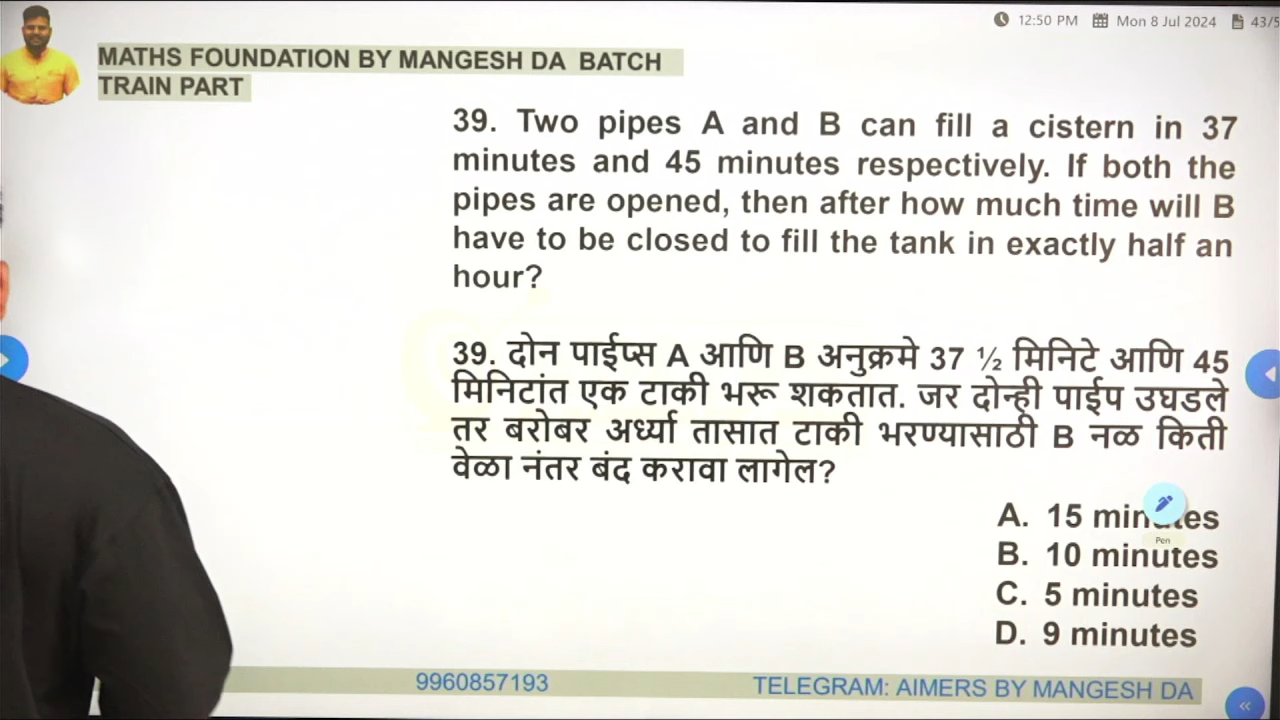 12:50 PM Mon 8 Jul 2024 43/5
MATHS FOUNDATION BY MANGESH DA BATCH
TRAIN PART
39. Two pipes A and B can fill a cistern in 37
minutes and 45 minutes respectively. If both the
pipes are opened, then after how much time will B
have to be closed to fill the tank in exactly half an
hour?
39. दोन पाईप्स A आणि B अनुक्रमे 37 ½ मिनिटे आणि 45
मिनिटांत एक टाकी भरू शकतात. जर दोन्ही पाईप उघडले
तर बरोबर अर्ध्या तासात टाकी भरण्यासाठी B नळ किती
वेळा नंतर बंद करावा लागेल?
A. 15 minutes
Pen
B. 10 minutes
C. 5 minutes
D. 9 minutes
9960857193 TELEGRAM: AIMERS BY MANGESH DA